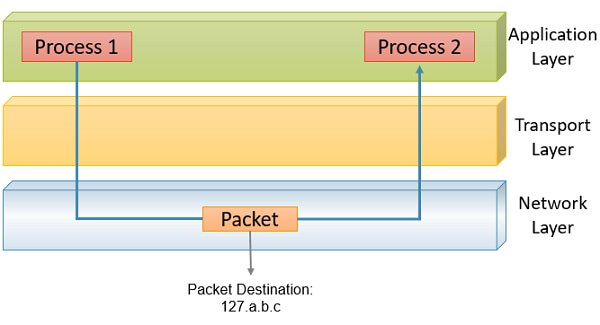 Process 1
Process 2
Application
Layer
Transport
Layer
Network
Layer
Packet
Packet Destination:
127.a.b.c